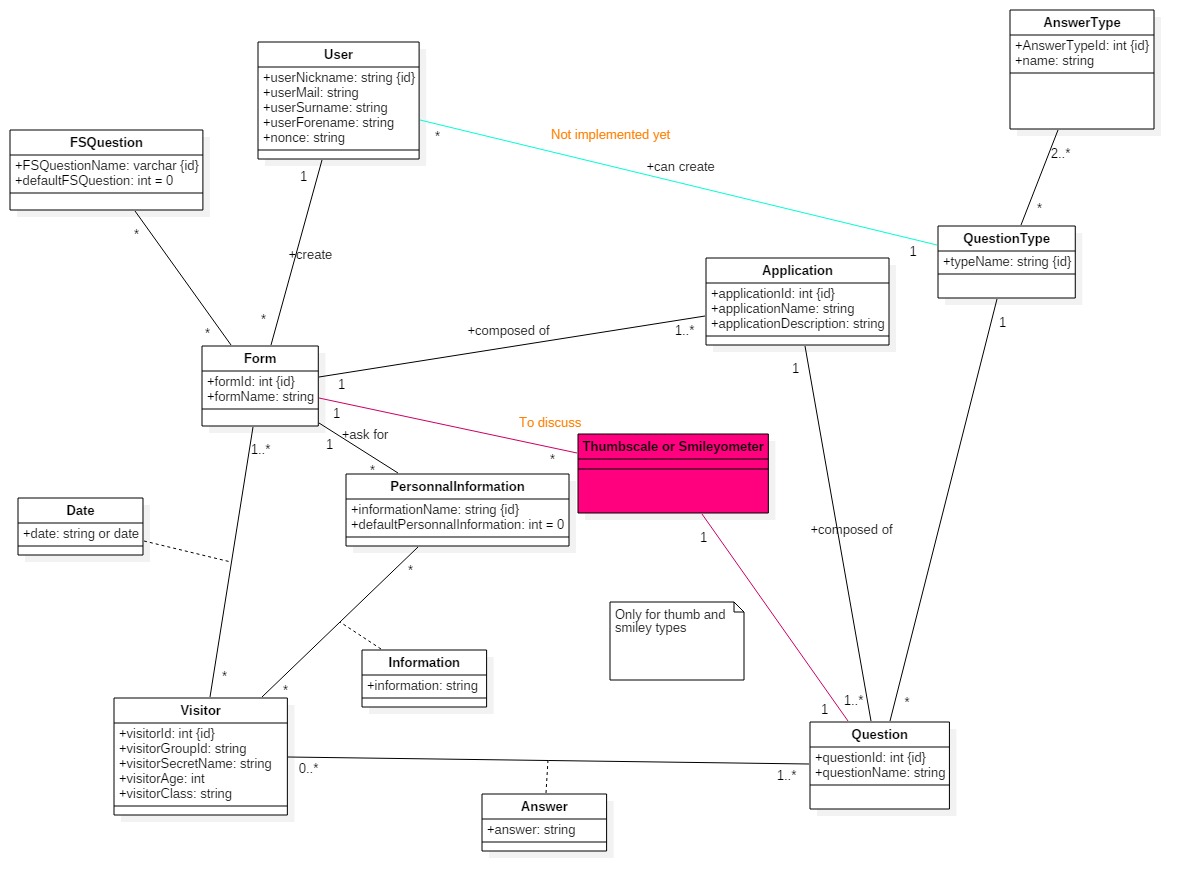 AnswerType
+AnswerTypeId: int {id}
+name: string
2..*
*
User
+userNickname: string {id}
+userMail: string
+userSurname: string
+userForename: string
+nonce: string
*
1
Not implemented yet
+can create
1
FSQuestion
+FSQuestionName: varchar {id}
+defaultFSQuestion: int = 0
*
*
+create
*
QuestionType
+typeName: string {id}
1
Application
+applicationId: int {id}
+applicationName: string
+applicationDescription: string
1..*
1
+composed of
Form
+formId: int {id}
+formName: string
1
1
1
1..*
+ask for
*
To discuss
*
Thumbscale or Smileyometer
1
PersonnalInformation
+informationName: string {id}
+defaultPersonnalInformation: int = 0
*
Date
+date: string or date
+composed of
Only for thumb and
smiley types
Information
+information: string
*
*
Visitor
+visitorId: int {id}
+visitorGroupId: string
+visitorSecretName: string
+visitorAge: int
+visitorClass: string
0..*
1
1..*
*
Question
+questionId: int {id}
+questionName: string
1..*
Answer
+answer: string